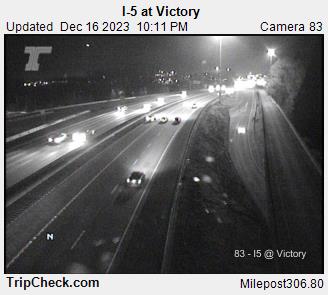 I-5 at Victory
Updated  Dec 16 2023  10:11 PM  Camera 83
N
83 - I5 @ Victory
TripCheck.com  Milepost306.80